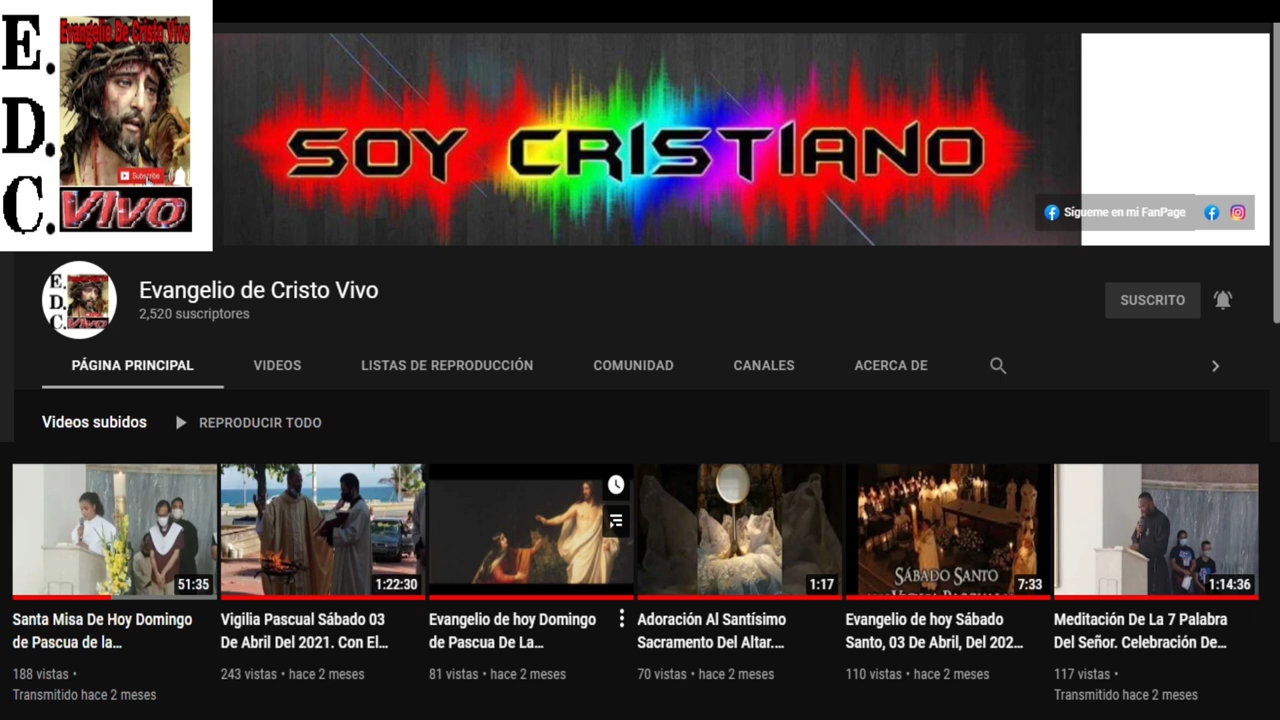 E.
D.
C.
Evangelio De Cristo Vivo
Subscribe
VIvo
SOY CRISTIANO
Sígueme en mi FanPage
E.
D.
C.
VIvo
Evangelio de Cristo Vivo
2,520 suscriptores
SUSCRITO
PÁGINA PRINCIPAL
VIDEOS
LISTAS DE REPRODUCCIÓN
COMUNIDAD
CANALES
ACERCA DE
Videos subidos
REPRODUCIR TODO
51:35
1:22:30
1:17
SÁBADO SANTO
7:33
1:14:36
Santa Misa De Hoy Domingo
de Pascua de la...
188 vistas •
Transmitido hace 2 meses
Vigilia Pascual Sábado 03
De Abril Del 2021. Con El...
243 vistas • hace 2 meses
Evangelio de hoy Domingo
de Pascua De La...
81 vistas • hace 2 meses
Adoración Al Santísimo
Sacramento Del Altar....
70 vistas • hace 2 meses
Evangelio de hoy Sábado
Santo, 03 De Abril, Del 202...
110 vistas • hace 2 meses
Meditación De La 7 Palabra
Del Señor. Celebración De...
117 vistas •
Transmitido hace 2 meses